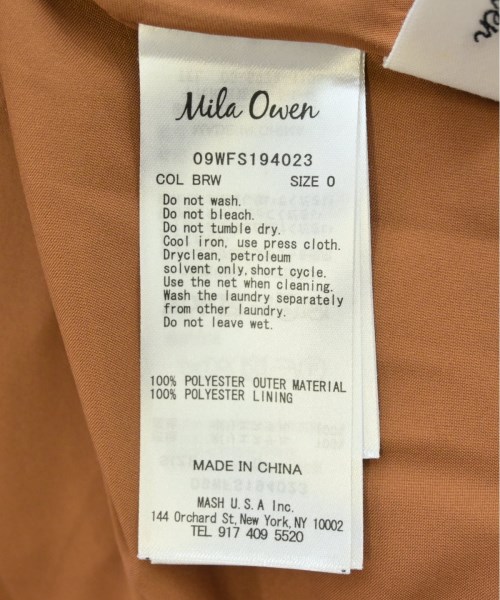 Mila Owen
09WFS194023
COL BRW SIZE 0
Do not wash.
Do not bleach.
Do not tumble dry.
Cool iron, use press cloth.
Dryclean, petroleum
solvent only, short cycle.
Use the net when cleaning.
Wash the laundry separately
from other laundry.
Do not leave wet.
100% POLYESTER OUTER MATERIAL
100% POLYESTER LINING
MADE IN CHINA
MASH U.S.A Inc.
144 Orchard St, New York, NY 10002
TEL 917 409 5520